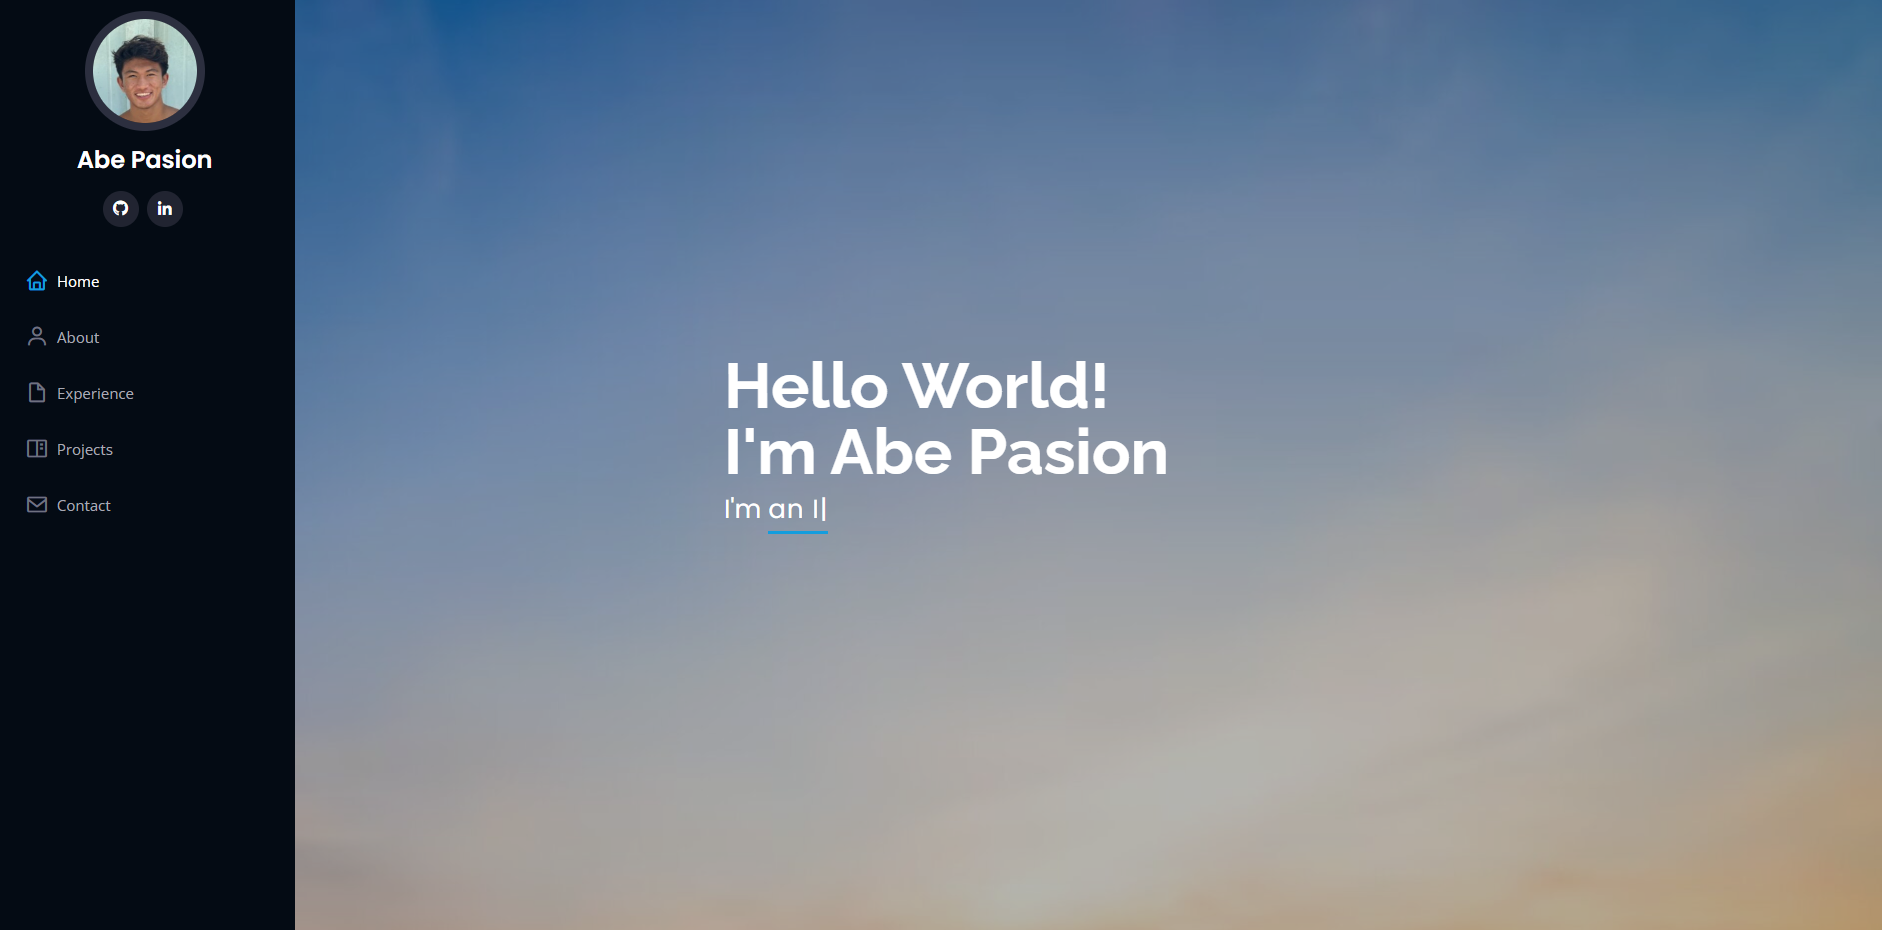 Abe Pasion
in
Home
About
Experience
Projects
Contact
Hello World!
I'm Abe Pasion
I'm an I|